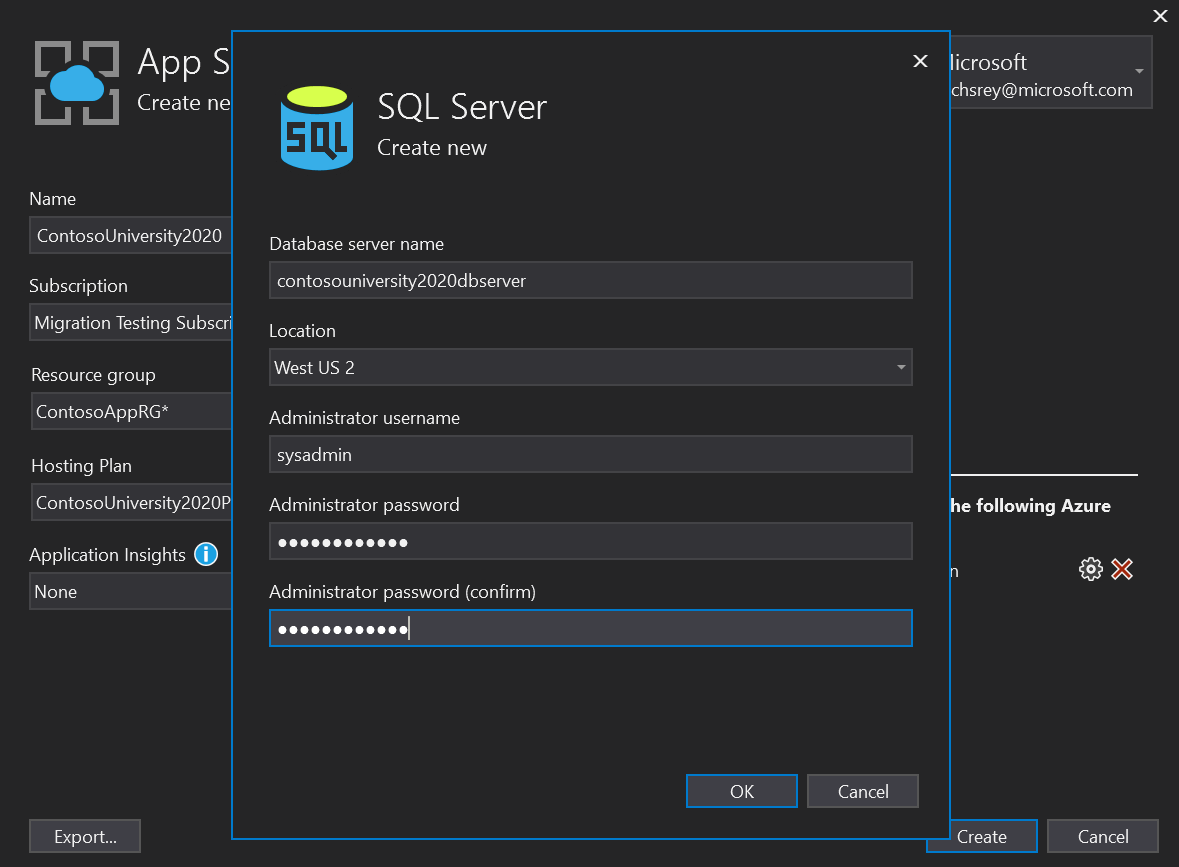 App S
Create ne
Microsoft
chsrey@microsoft.com
Name
ContosoUniversity2020
Subscription
Migration Testing Subscri
Resource group
ContosoAppRG*
Hosting Plan
ContosoUniversity2020P
Application Insights
None
he following Azure
n
Export...
Create
Cancel
SQL
SQL Server
Create new
Database server name
contosouniversity2020dbserver
Location
West US 2
Administrator username
sysadmin
Administrator password
●●●●●●●●●●●●
Administrator password (confirm)
●●●●●●●●●●●●
OK
Cancel